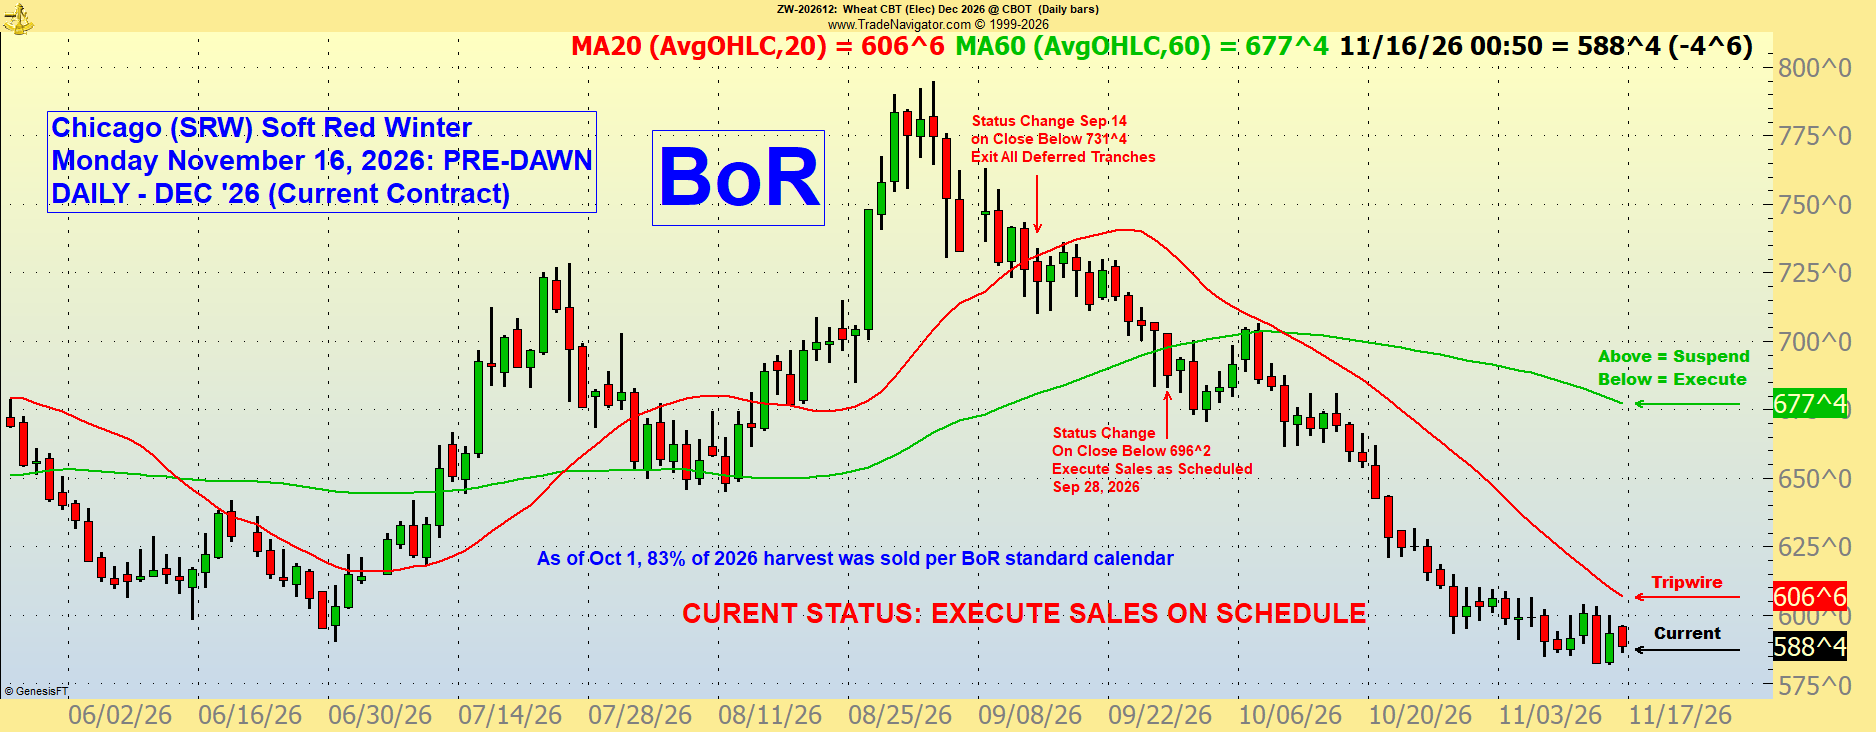 ZW-202612: Wheat CBT (Elec) Dec 2026 @ CBOT (Daily bars)
www.TradeNavigator.com © 1999-2026
MA20 (AvgOHLC,20) = 606^6 MA60 (AvgOHLC,60) = 677^4 11/16/26 00:50 = 588^4 (-4^6)
Chicago (SRW) Soft Red Winter
Monday November 16, 2026: PRE-DAWN
DAILY - DEC '26 (Current Contract)
BoR
Status Change Sep 14
on Close Below 731^4
Exit All Deferred Tranches
Above = Suspend
Below = Execute
Status Change
On Close Below 696^2
Execute Sales as Scheduled
Sep 28, 2026
As of Oct 1, 83% of 2026 harvest was sold per BoR standard calendar
CURENT STATUS: EXECUTE SALES ON SCHEDULE
Tripwire
Current
800^0
775^0
750^0
725^0
700^0
677^4
650^0
625^0
606^6
600^0
588^4
575^0
© GenesisFT
06/02/26 06/16/26 06/30/26 07/14/26 07/28/26 08/11/26 08/25/26 09/08/26 09/22/26 10/06/26 10/20/26 11/03/26 11/17/26